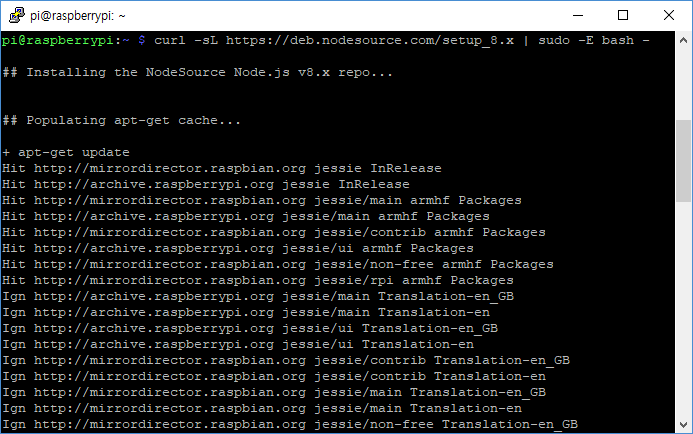 pi@raspberrypi: ~
pi@raspberrypi:~ $ curl -sL https://deb.nodesource.com/setup_8.x | sudo -E bash -
## Installing the NodeSource Node.js v8.x repo...
## Populating apt-get cache...
+ apt-get update
Hit http://mirrordirector.raspbian.org jessie InRelease
Hit http://archive.raspberrypi.org jessie InRelease
Hit http://mirrordirector.raspbian.org jessie/main armhf Packages
Hit http://archive.raspberrypi.org jessie/main armhf Packages
Hit http://mirrordirector.raspbian.org jessie/contrib armhf Packages
Hit http://archive.raspberrypi.org jessie/ui armhf Packages
Hit http://mirrordirector.raspbian.org jessie/non-free armhf Packages
Hit http://mirrordirector.raspbian.org jessie/rpi armhf Packages
Ign http://archive.raspberrypi.org jessie/main Translation-en_GB
Ign http://archive.raspberrypi.org jessie/main Translation-en
Ign http://archive.raspberrypi.org jessie/ui Translation-en_GB
Ign http://archive.raspberrypi.org jessie/ui Translation-en
Ign http://mirrordirector.raspbian.org jessie/contrib Translation-en_GB
Ign http://mirrordirector.raspbian.org jessie/contrib Translation-en
Ign http://mirrordirector.raspbian.org jessie/main Translation-en_GB
Ign http://mirrordirector.raspbian.org jessie/main Translation-en
Ign http://mirrordirector.raspbian.org jessie/non-free Translation-en_GB